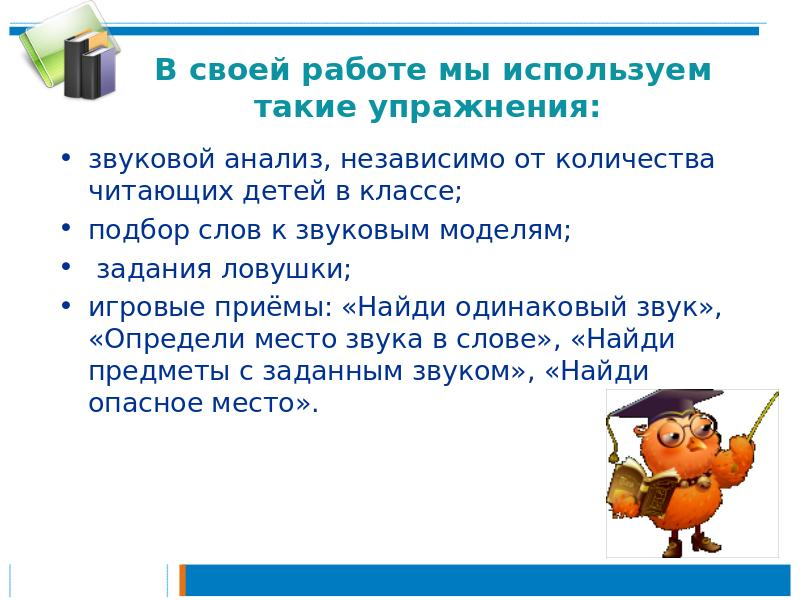 В своей работе мы используем
такие упражнения:
• звуковой анализ, независимо от количества
читающих детей в классе;
• подбор слов к звуковым моделям;
• задания ловушки;
• игровые приёмы: «Найди одинаковый звук»,
«Определи место звука в слове», «Найди
предметы с заданным звуком», «Найди
опасное место».